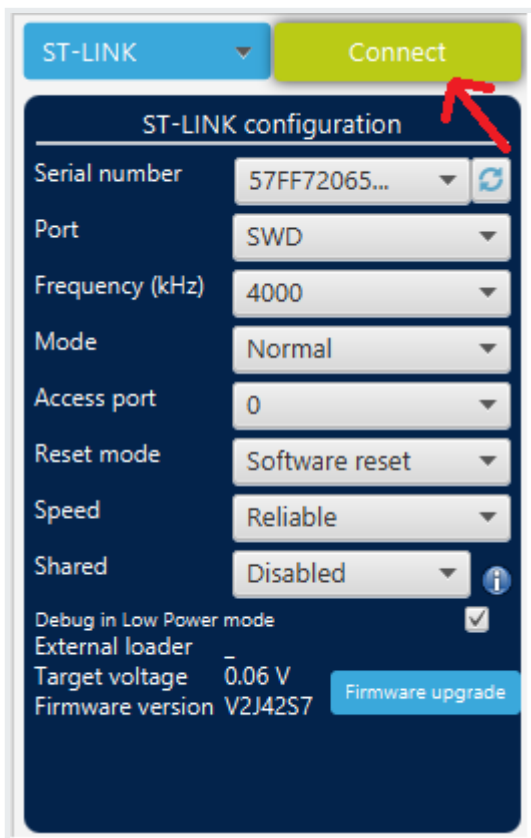 ST-LINK Connect
ST-LINK configuration
Serial number 57FF72065...
Port SWD
Frequency (kHz) 4000
Mode Normal
Access port 0
Reset mode Software reset
Speed Reliable
Shared Disabled
Debug in Low Power mode
External loader _
Target voltage 0.06 V
Firmware version V2J42S7 Firmware upgrade